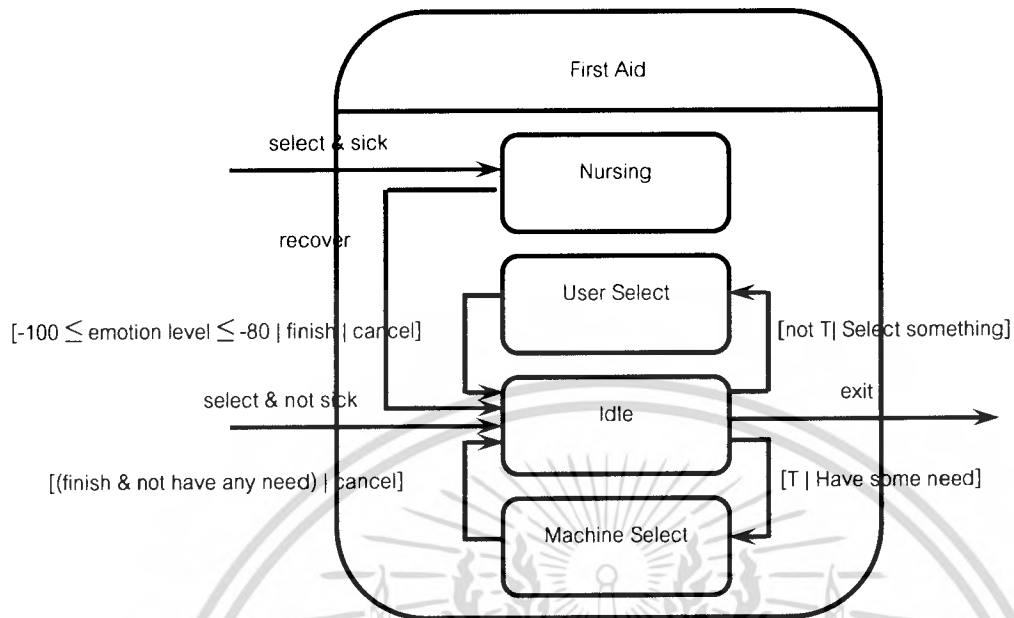 First Aid
select & sick
Nursing
recover
User Select
[-100 ≤ emotion level ≤ -80 | finish | cancel]
[not T| Select something]
select & not sick
Idle
exit
[(finish & not have any need) | cancel]
[T | Have some need]
Machine Select